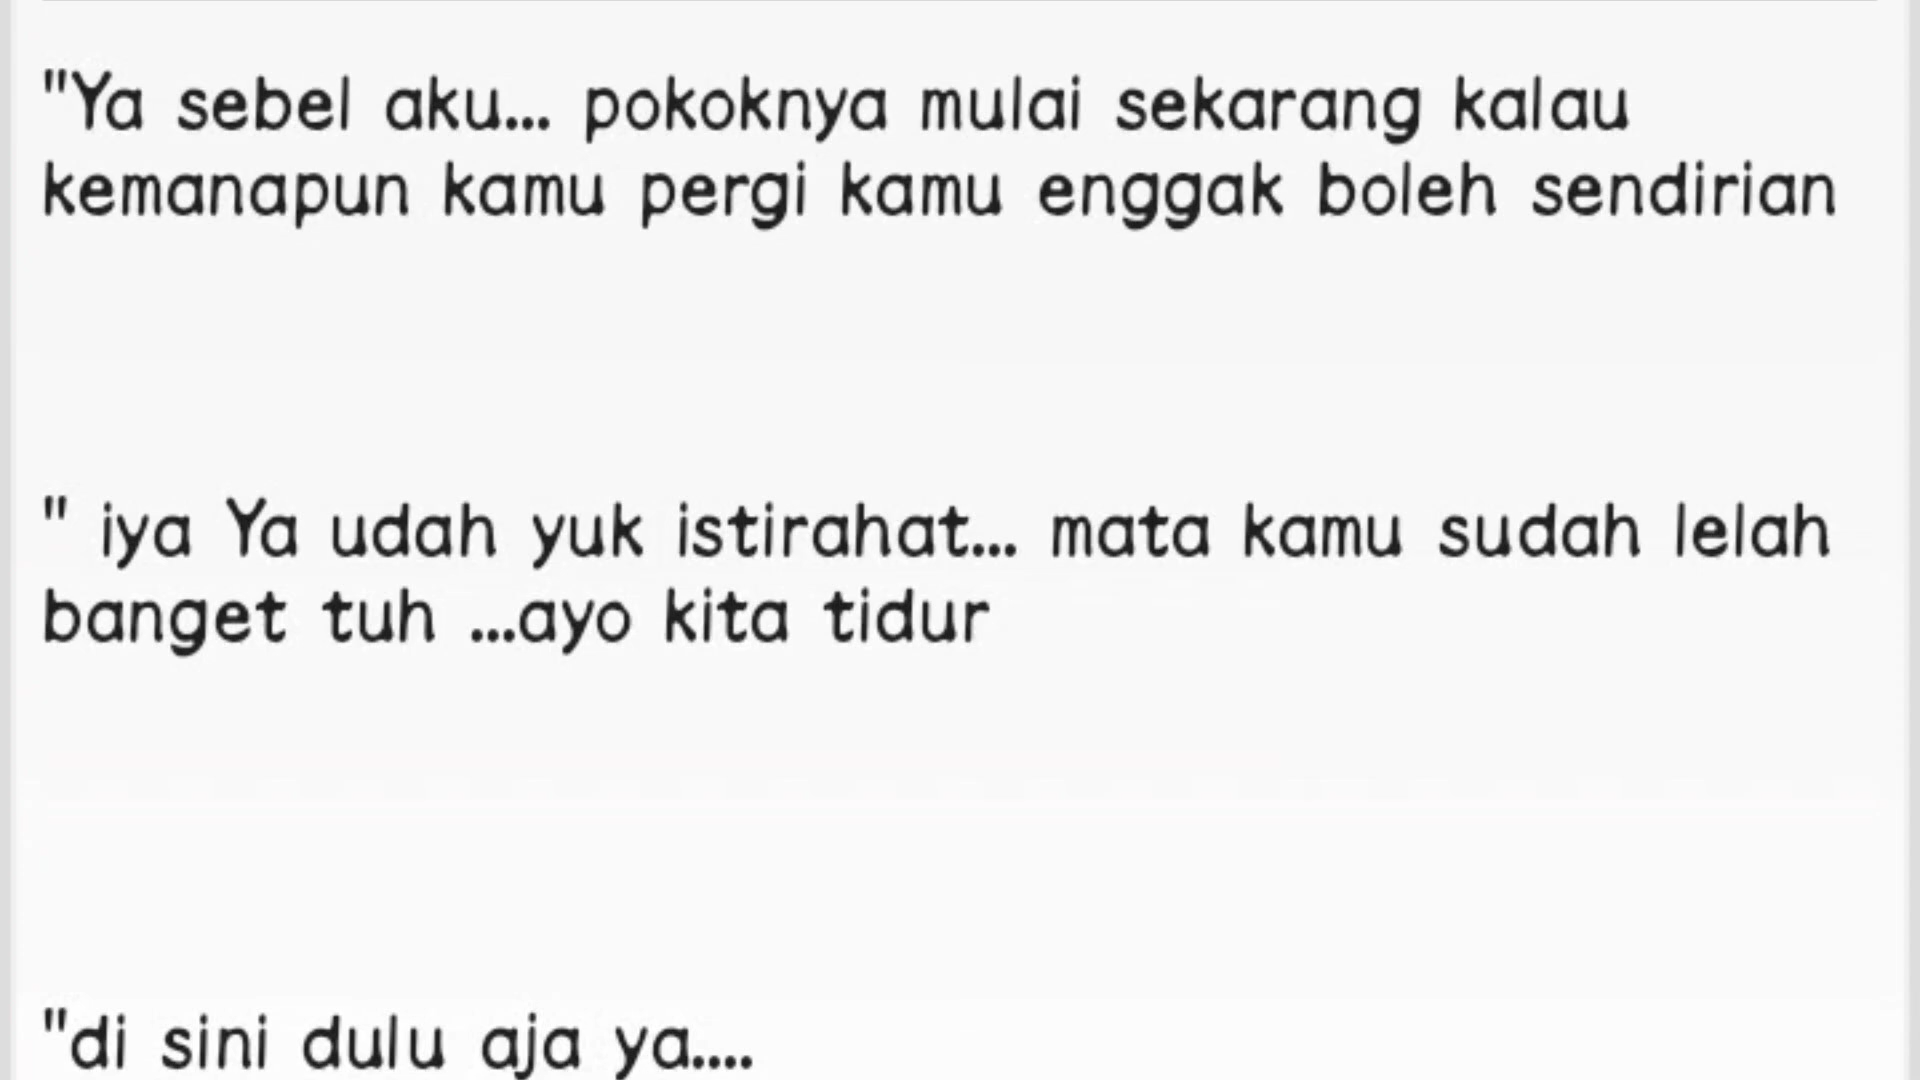 "Ya sebel aku... pokoknya mulai sekarang kalau
kemanapun kamu pergi kamu enggak boleh sendirian
" iya Ya udah yuk istirahat... mata kamu sudah lelah
banget tuh ...ayo kita tidur
"di sini dulu aja ya....